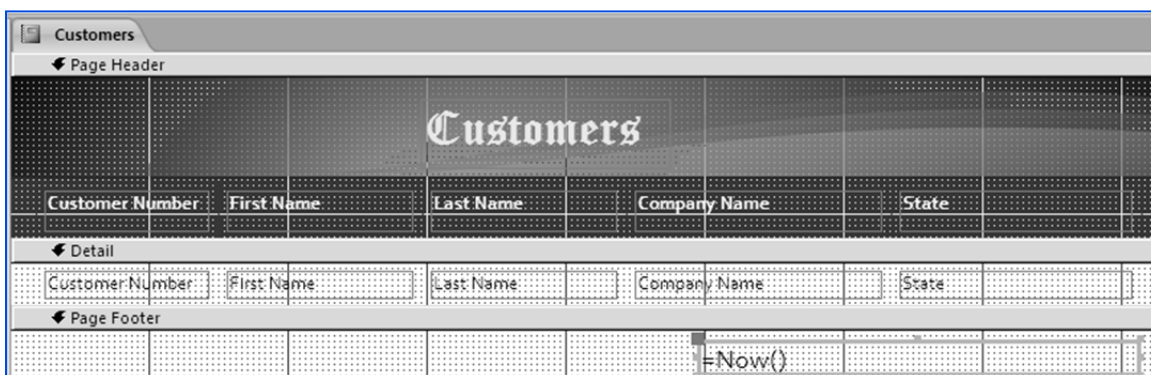 Customers
Page Header
Customers
Customer Number First Name Last Name Company Name State
Detail
Customer Number First Name Last Name Company Name State
Page Footer
=Now()